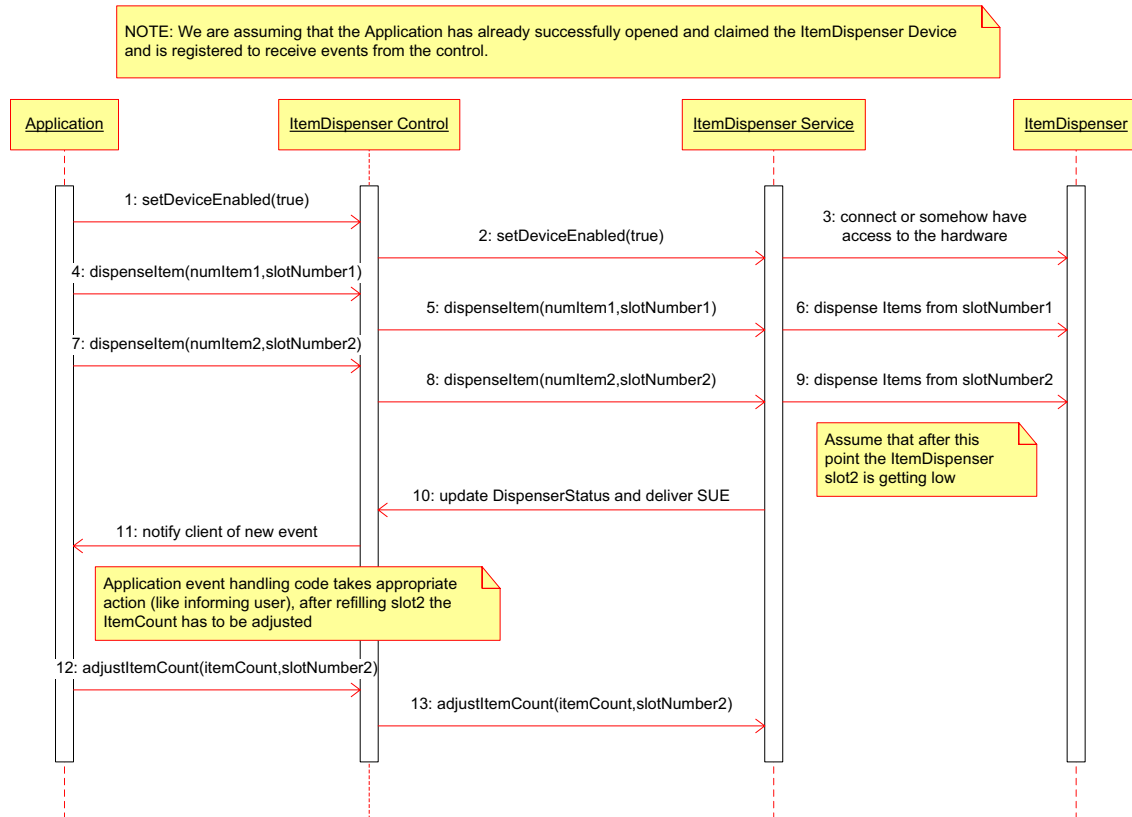 NOTE: We are assuming that the Application has already successfully opened and claimed the ItemDispenser Device
and is registered to receive events from the control.
Application
ItemDispenser Control
ItemDispenser Service
ItemDispenser
1: setDeviceEnabled(true)
2: setDeviceEnabled(true)
3: connect or somehow have
access to the hardware
4: dispenseItem(numItem1,slotNumber1)
5: dispenseItem(numItem1,slotNumber1)
6: dispense Items from slotNumber1
7: dispenseItem(numItem2,slotNumber2)
8: dispenseItem(numItem2,slotNumber2)
9: dispense Items from slotNumber2
Assume that after this
point the ItemDispenser
slot2 is getting low
10: update DispenserStatus and deliver SUE
11: notify client of new event
Application event handling code takes appropriate
action (like informing user), after refilling slot2 the
ItemCount has to be adjusted
12: adjustItemCount(itemCount,slotNumber2)
13: adjustItemCount(itemCount,slotNumber2)